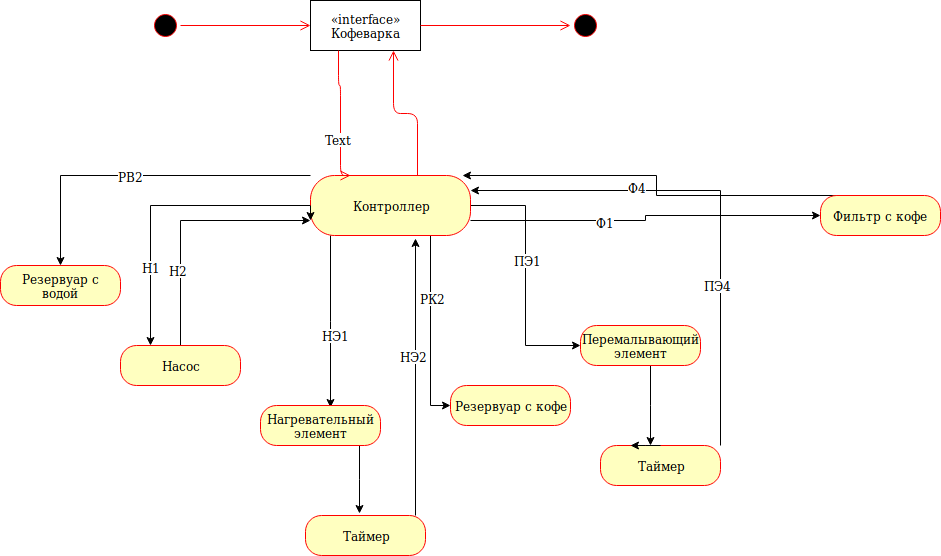 «interface»
Кофеварка
Text
РВ2
Ф4
Контроллер
Ф1
Фильтр с кофе
ПЭ1
Н1
Н2
Резервуар с
водой
ПЭ4
РК2
НЭ1
Перемалывающий
элемент
НЭ2
Насос
Резервуар с кофе
Нагревательный
элемент
Таймер
Таймер